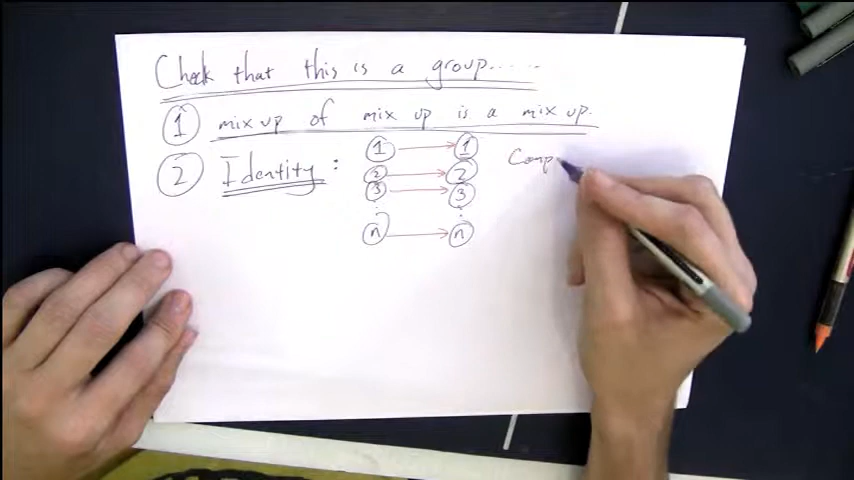 Check that this is a group......
1 mix up of mix up is a mix up.
2 Identity: 1 → 1 Comp
2 → 2
3 → 3
n → n